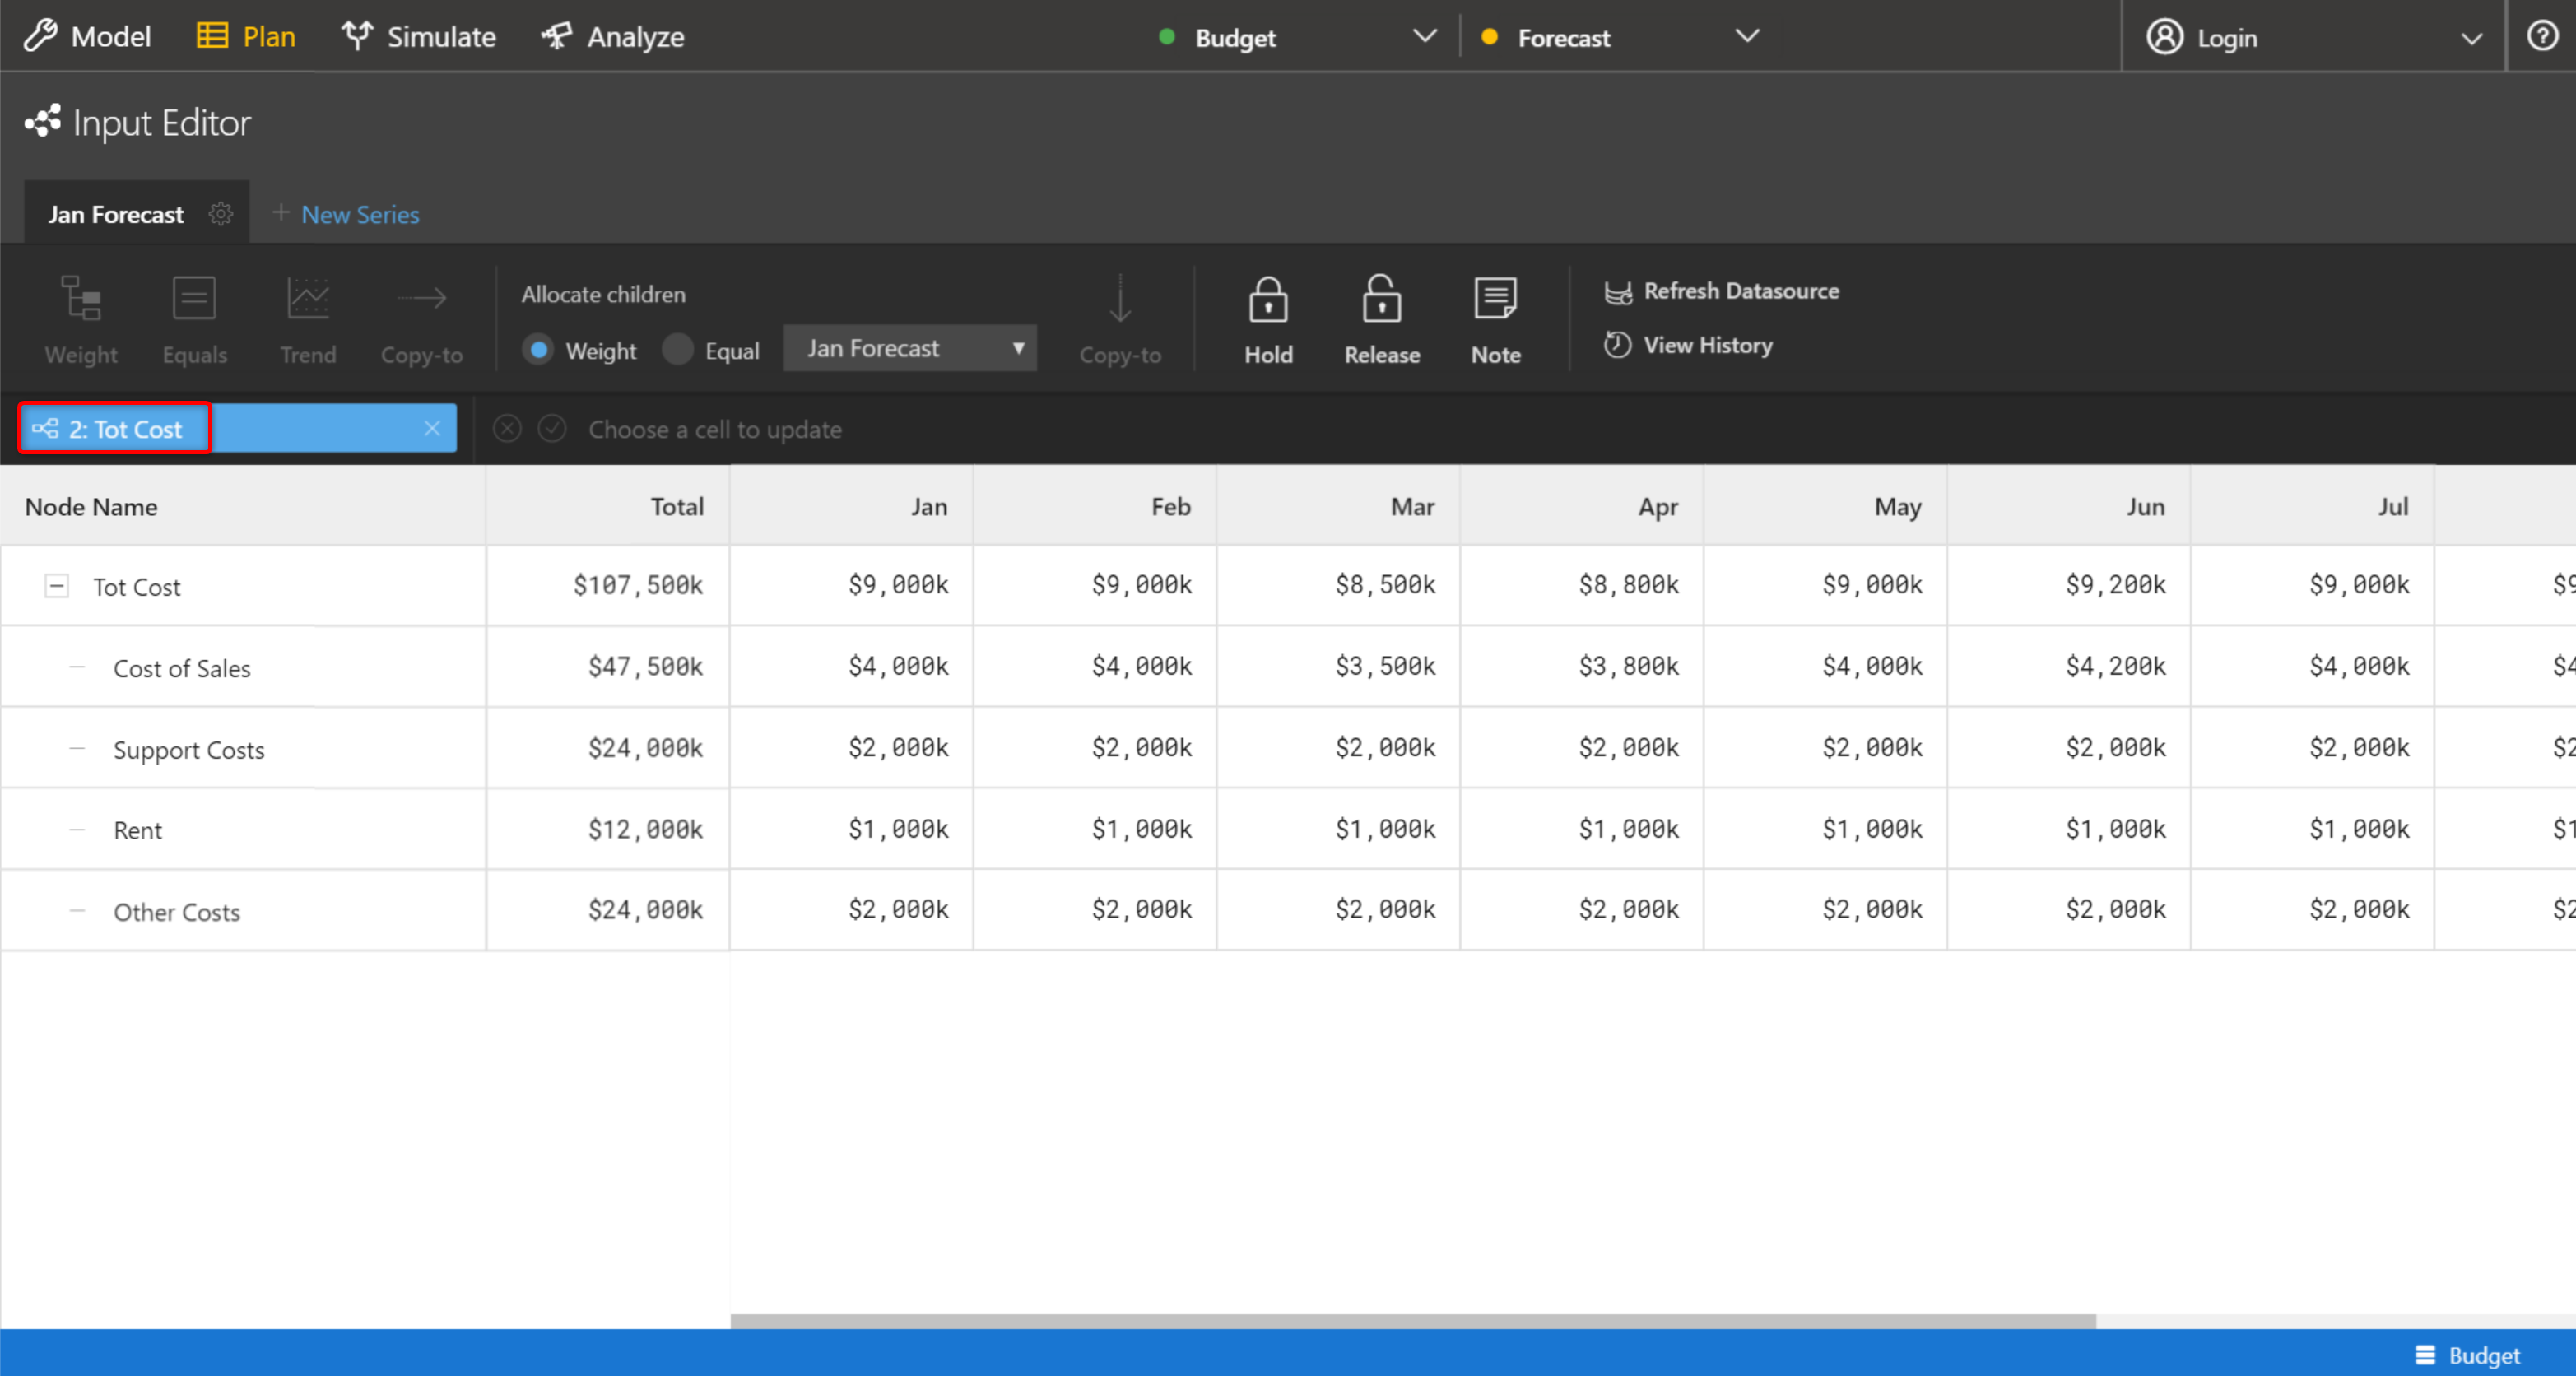 Model Plan Simulate Analyze Budget Forecast Login ?
Input Editor
Jan Forecast + New Series
Weight Equals Trend Copy-to
Allocate children
Weight Equal Jan Forecast
Copy-to Hold Release Note
Refresh Datasource
View History
2: Tot Cost Choose a cell to update
Node Name Total Jan Feb Mar Apr May Jun Jul
Tot Cost $107,500k $9,000k $9,000k $8,500k $8,800k $9,000k $9,200k $9,000k $9
Cost of Sales $47,500k $4,000k $4,000k $3,500k $3,800k $4,000k $4,200k $4,000k $4
Support Costs $24,000k $2,000k $2,000k $2,000k $2,000k $2,000k $2,000k $2,000k $2
Rent $12,000k $1,000k $1,000k $1,000k $1,000k $1,000k $1,000k $1,000k $1
Other Costs $24,000k $2,000k $2,000k $2,000k $2,000k $2,000k $2,000k $2,000k $2
Budget